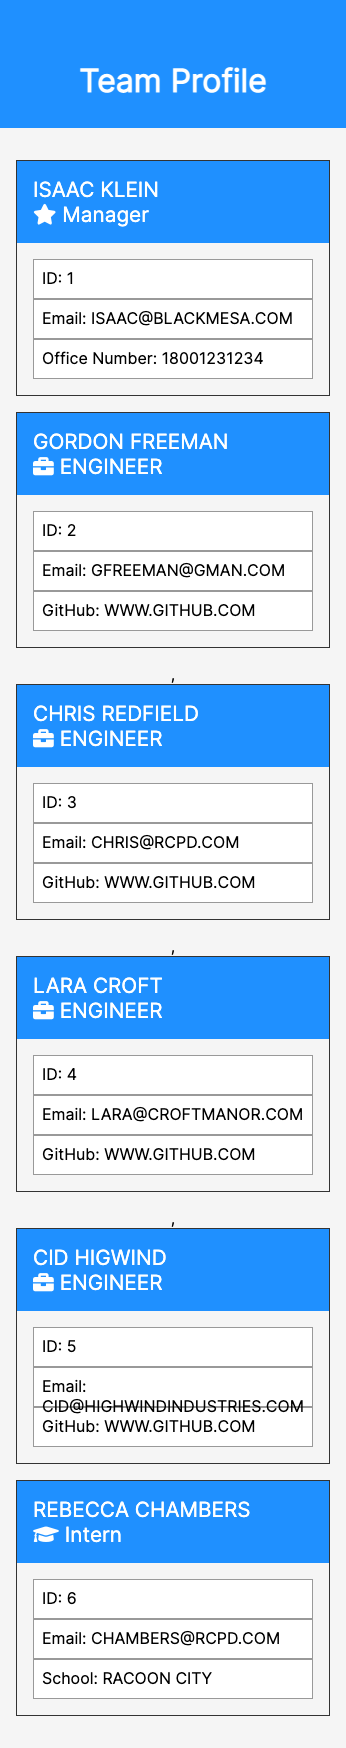 Team Profile
ISAAC KLEIN
Manager
ID: 1
Email: ISAAC@BLACKMESA.COM
Office Number: 18001231234
GORDON FREEMAN
ENGINEER
ID: 2
Email: GFREEMAN@GMAN.COM
GitHub: WWW.GITHUB.COM
,
CHRIS REDFIELD
ENGINEER
ID: 3
Email: CHRIS@RCPD.COM
GitHub: WWW.GITHUB.COM
,
LARA CROFT
ENGINEER
ID: 4
Email: LARA@CROFTMANOR.COM
GitHub: WWW.GITHUB.COM
,
CID HIGWIND
ENGINEER
ID: 5
Email:
CID@HIGHWINDINDUSTRIES.COM
GitHub: WWW.GITHUB.COM
REBECCA CHAMBERS
Intern
ID: 6
Email: CHAMBERS@RCPD.COM
School: RACOON CITY